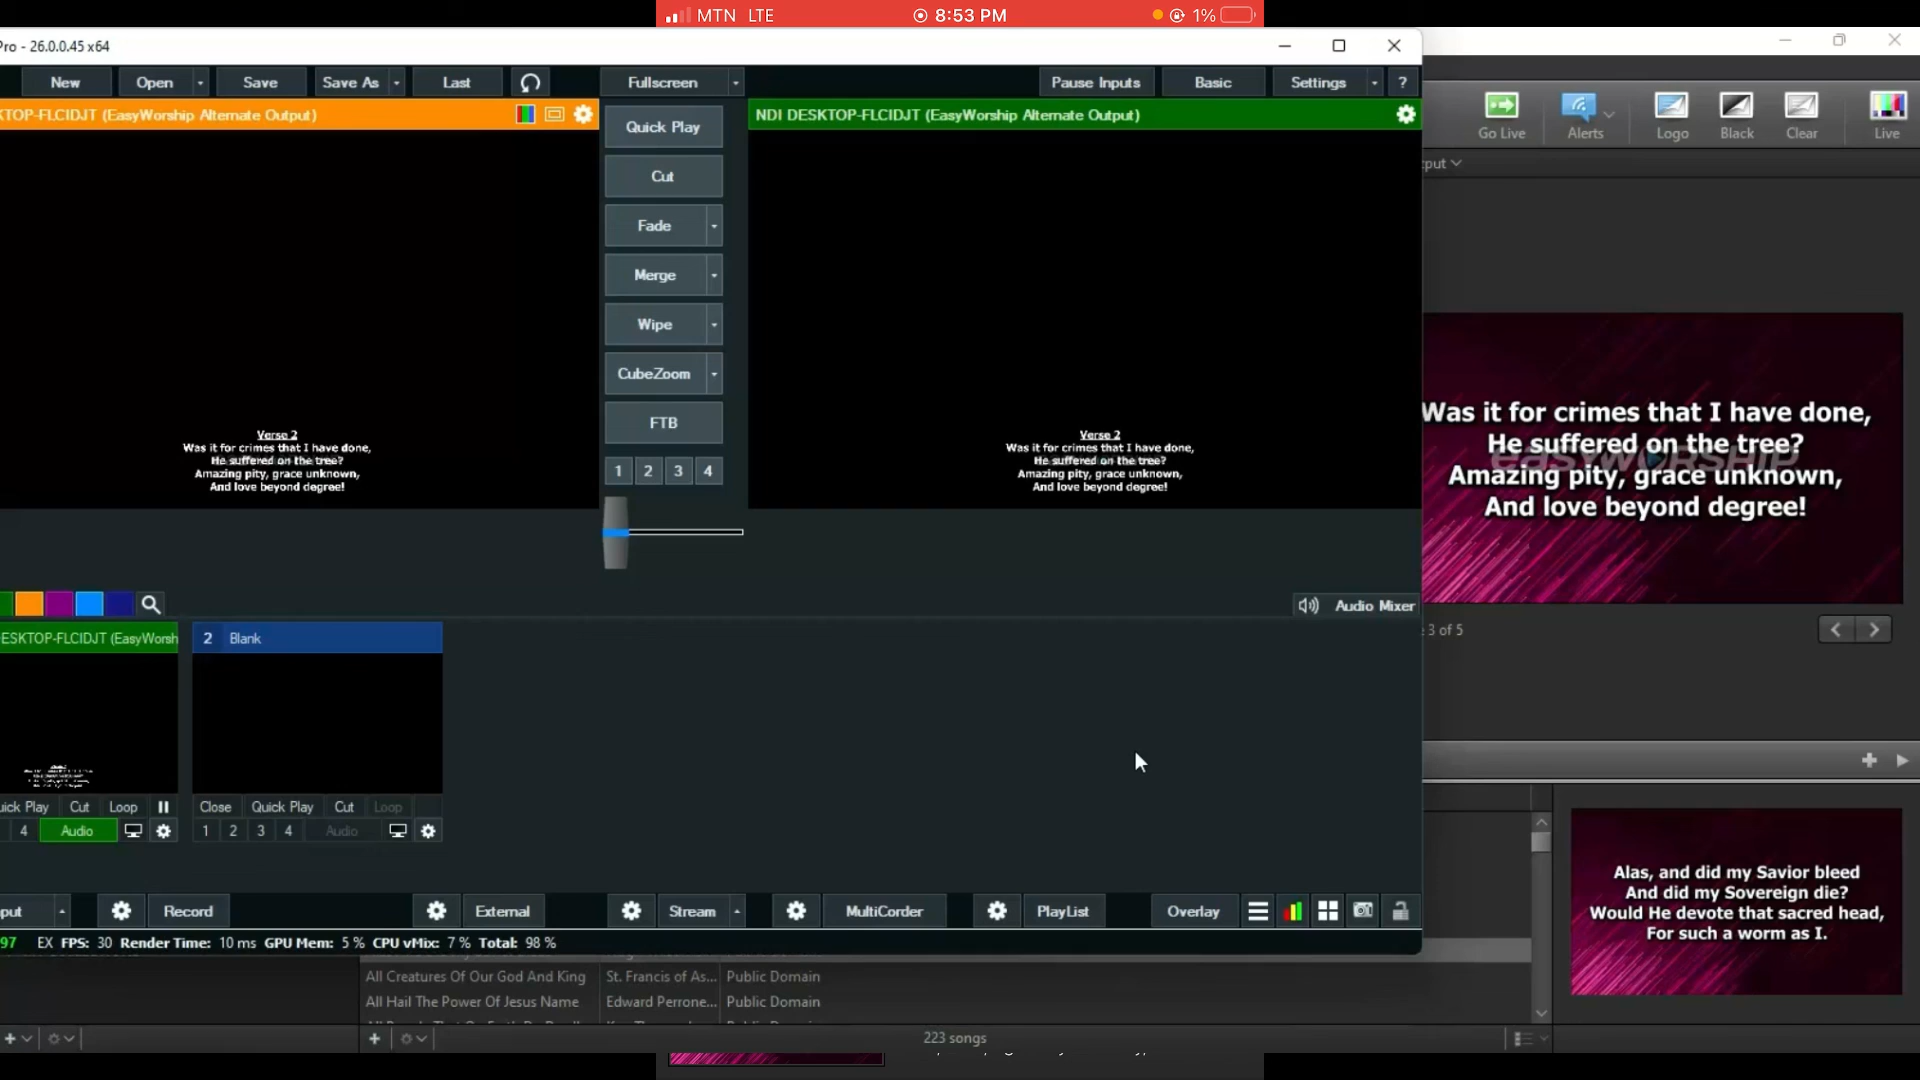 MTN LTE 8:53 PM 1%
Pro - 26.0.0.45 x64
New Open Save Save As Last Fullscreen Pause Inputs Basic Settings ?
KTOP-FLCIDJT (EasyWorship Alternate Output)
NDI DESKTOP-FLCIDJT (EasyWorship Alternate Output)
Quick Play
Cut
Fade
Merge
Wipe
CubeZoom
FTB
1 2 3 4
Verse 2
Was it for crimes that I have done,
He suffered on the tree?
Amazing pity, grace unknown,
And love beyond degree!
Verse 2
Was it for crimes that I have done,
He suffered on the tree?
Amazing pity, grace unknown,
And love beyond degree!
Go Live Alerts Logo Black Clear Live
put
Was it for crimes that I have done,
He suffered on the tree?
Amazing pity, grace unknown,
And love beyond degree!
easyworship
3 of 5
Audio Mixer
ESKTOP-FLCIDJT (EasyWorsh
2 Blank
uick Play Cut Loop
4 Audio
Close Quick Play Cut Loop
1 2 3 4 Audio
put Record External Stream MultiCorder PlayList Overlay
97 EX FPS: 30 Render Time: 10 ms GPU Mem: 5 % CPU vMix: 7 % Total: 98 %
Alas, and did my Savior bleed
And did my Sovereign die?
Would He devote that sacred head,
For such a worm as I.
All Creatures Of Our God And King St. Francis of As... Public Domain
All Hail The Power Of Jesus Name Edward Perrone... Public Domain
223 songs